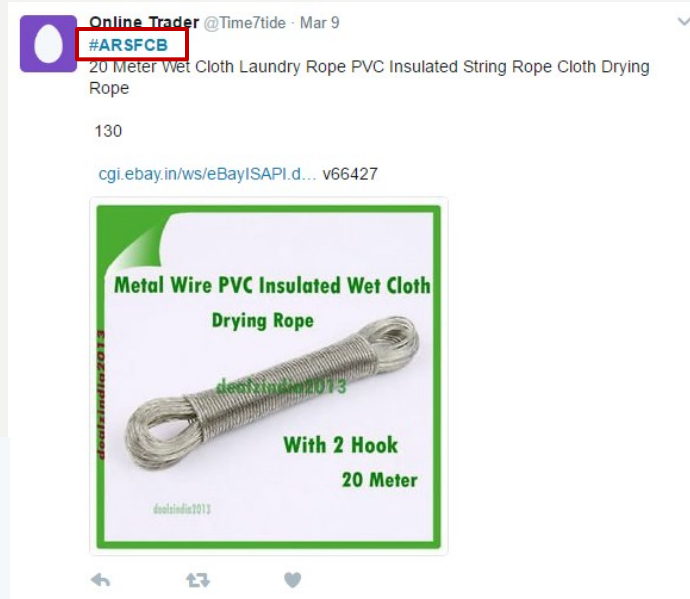 Online Trader @Time7tide · Mar 9
#ARSFCB
20 Meter Wet Cloth Laundry Rope PVC Insulated String Rope Cloth Drying
Rope
130
cgi.ebay.in/ws/eBayISAPI.d... v66427
Metal Wire PVC Insulated Wet Cloth
Drying Rope
dealzindia2013
dealzindia2013
With 2 Hook
20 Meter
dealzindia2013